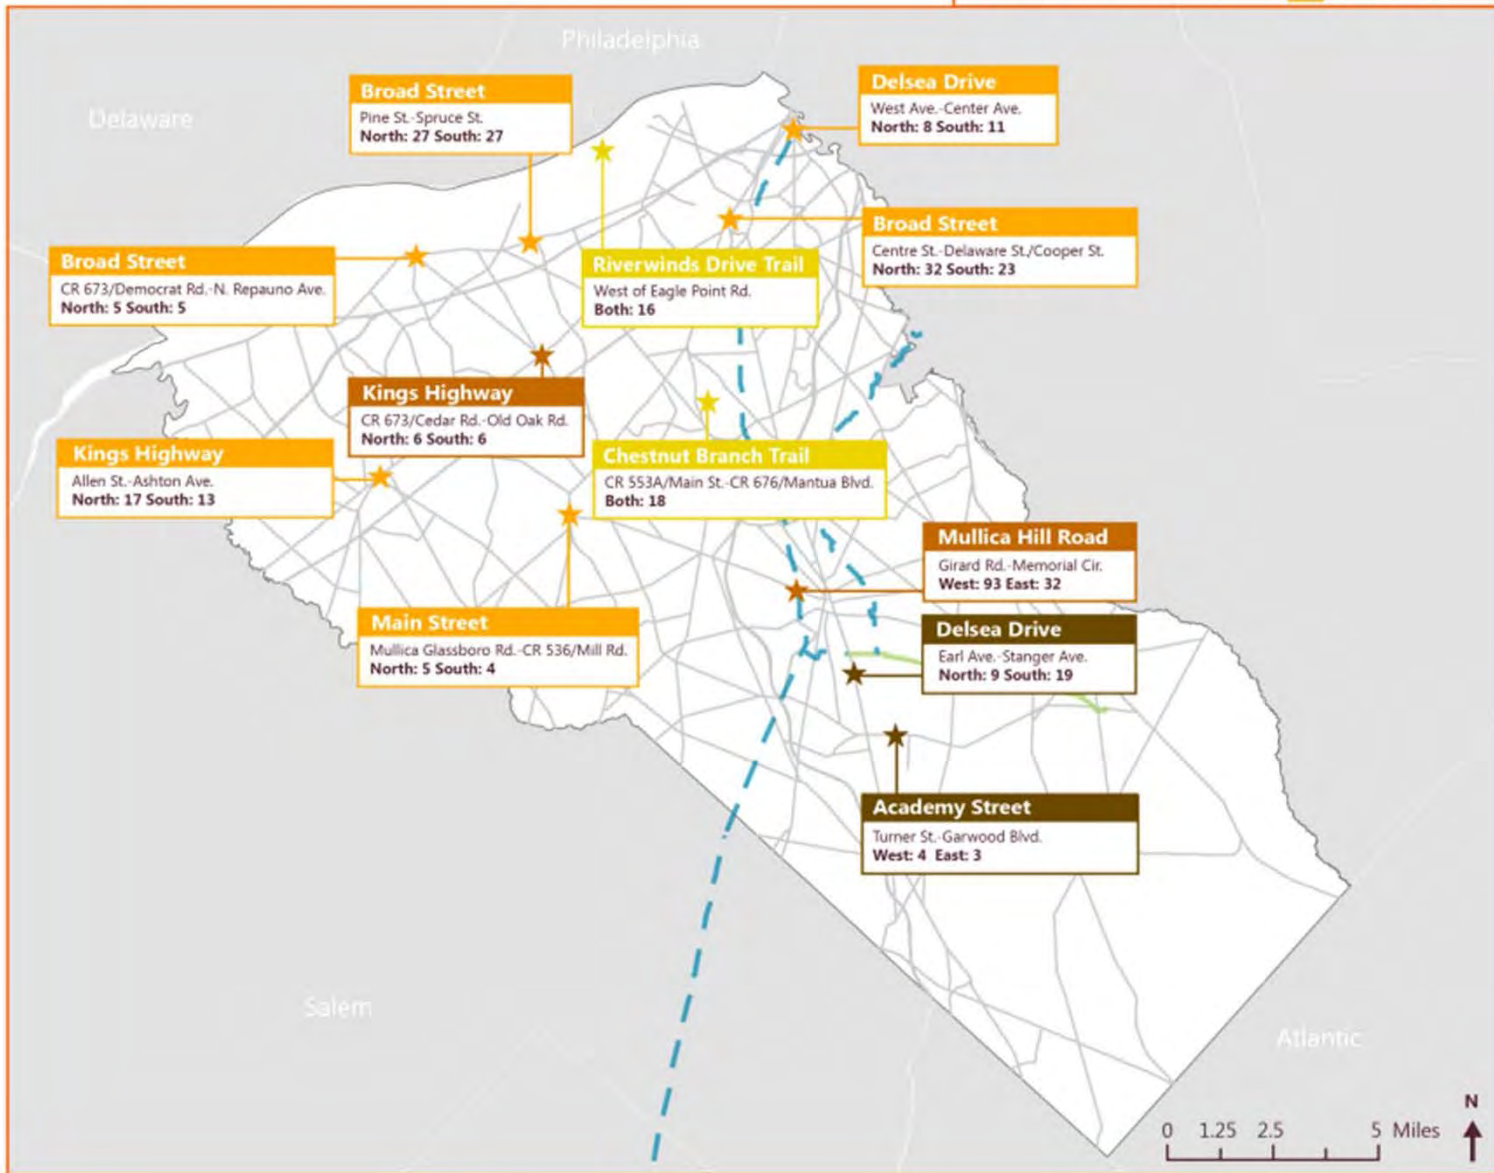 Philadelphia
Delaware
Broad Street
Pine St.-Spruce St.
North: 27 South: 27
Delsea Drive
West Ave.-Center Ave.
North: 8 South: 11
Broad Street
Centre St.-Delaware St./Cooper St.
North: 32 South: 23
Broad Street
CR 673/Democrat Rd.-N. Repauno Ave.
North: 5 South: 5
Riverwinds Drive Trail
West of Eagle Point Rd.
Both: 16
Kings Highway
CR 673/Cedar Rd.-Old Oak Rd.
North: 6 South: 6
Kings Highway
Allen St.-Ashton Ave.
North: 17 South: 13
Chestnut Branch Trail
CR 553A/Main St.-CR 676/Mantua Blvd.
Both: 18
Mullica Hill Road
Girard Rd.-Memorial Cir.
West: 93 East: 32
Main Street
Mullica Glassboro Rd.-CR 536/Mill Rd.
North: 5 South: 4
Delsea Drive
Earl Ave.-Stanger Ave.
North: 9 South: 19
Academy Street
Turner St.-Garwood Blvd.
West: 4 East: 3
Salem
Atlantic
N
0 1.25 2.5 5 Miles